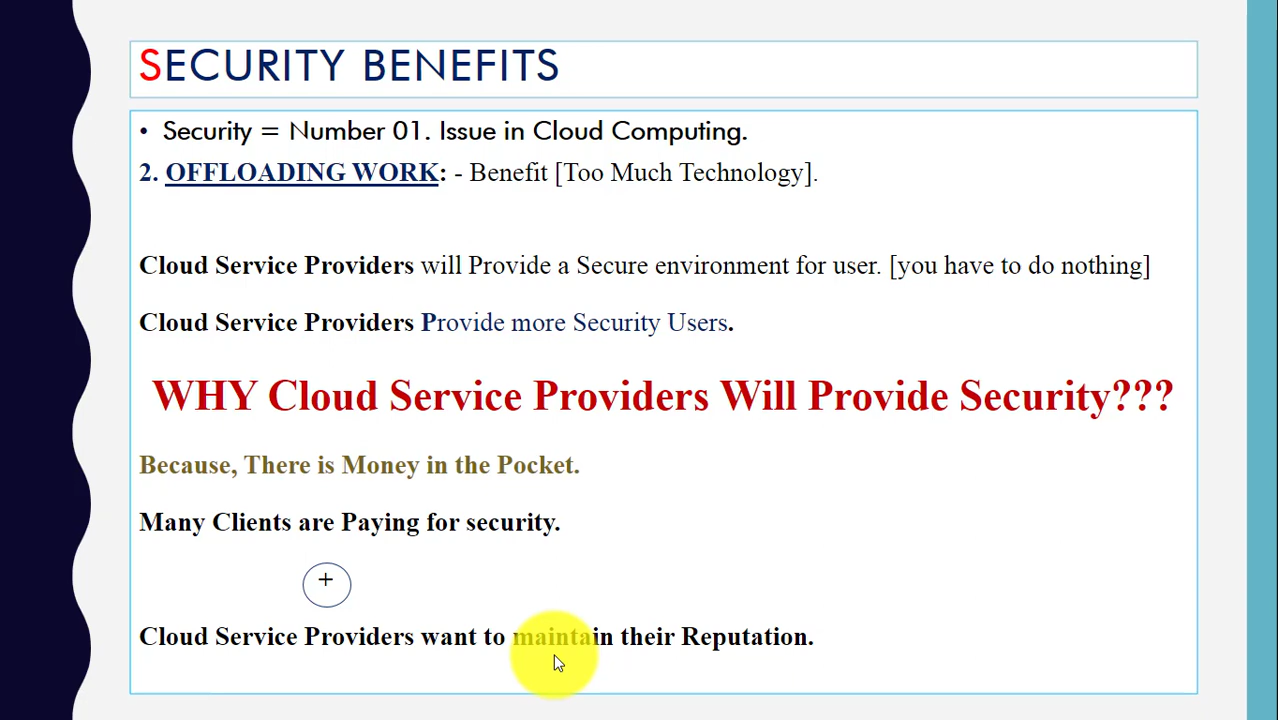 SECURITY BENEFITS
• Security = Number 01. Issue in Cloud Computing.
2. OFFLOADING WORK: - Benefit [Too Much Technology].
Cloud Service Providers will Provide a Secure environment for user. [you have to do nothing]
Cloud Service Providers Provide more Security Users.
WHY Cloud Service Providers Will Provide Security???
Because, There is Money in the Pocket.
Many Clients are Paying for security.
+
Cloud Service Providers want to maintain their Reputation.